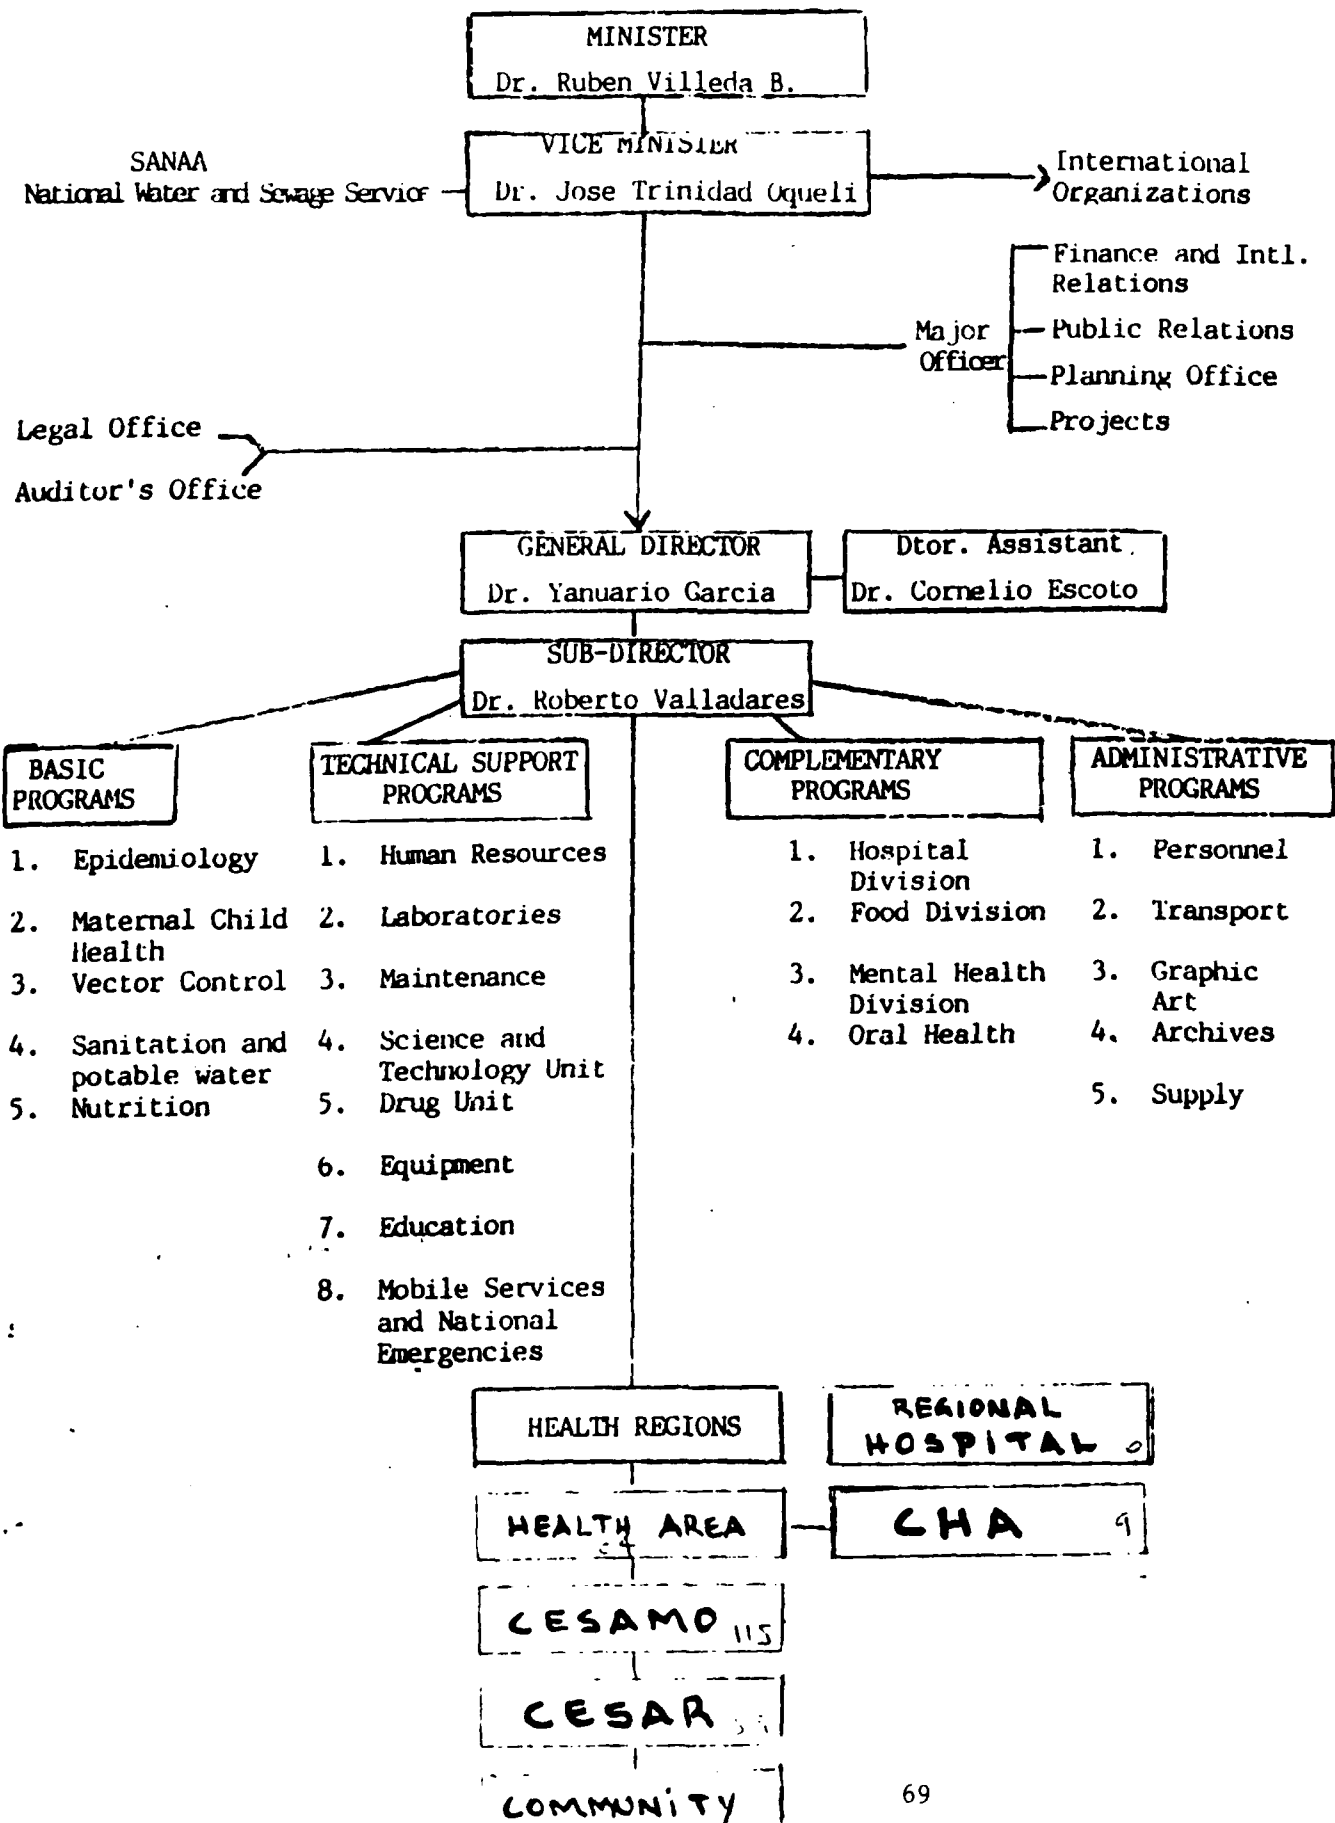 MINISTER
Dr. Ruben Villeda B.
VICE MINISTER
Dr. Jose Trinidad Oqueli
SANAA
National Water and Sewage Service
International
Organizations
Finance and Intl.
Relations
Major
Officer
Public Relations
Planning Office
Projects
Legal Office
Auditor's Office
GENERAL DIRECTOR
Dr. Yanuario Garcia
Dtor. Assistant
Dr. Cornelio Escoto
SUB-DIRECTOR
Dr. Roberto Valladares
BASIC
PROGRAMS
1. Epidemiology
2. Maternal Child
Health
3. Vector Control
4. Sanitation and
potable water
5. Nutrition
TECHNICAL SUPPORT
PROGRAMS
1. Human Resources
2. Laboratories
3. Maintenance
4. Science and
Technology Unit
5. Drug Unit
6. Equipment
7. Education
8. Mobile Services
and National
Emergencies
COMPLEMENTARY
PROGRAMS
1. Hospital
Division
2. Food Division
3. Mental Health
Division
4. Oral Health
ADMINISTRATIVE
PROGRAMS
1. Personnel
2. Transport
3. Graphic
Art
4. Archives
5. Supply
HEALTH REGIONS
REGIONAL
HOSPITAL
HEALTH AREA
CHA 9
CESAMO 115
CESAR
COMMUNITY
69